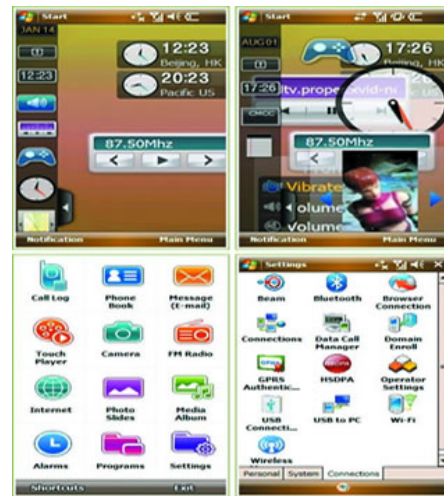 Start
JAN 14
12:23
Beijing, HK
12:23
20:23
Pacific US
87.50Mhz
Notification
Main Menu
Start
AUG 01
17:26
Beijing, HK
17:26
CMCC
87.50Mhz
Vibrate
Volume
Notification
Main Menu
Call Log
Phone Book
Message (E-mail)
Touch Player
Camera
FM Radio
Internet
Photo Slides
Media Album
Alarms
Programs
Settings
Shortcuts
Exit
Settings
Beam
Bluetooth
Browser Connection
Connections
Data Call Manager
Domain Enroll
GPRS Authentic...
HSDPA
Operator Settings
USB Connecti...
USB to PC
Wi-Fi
Wireless
Personal
System
Connections